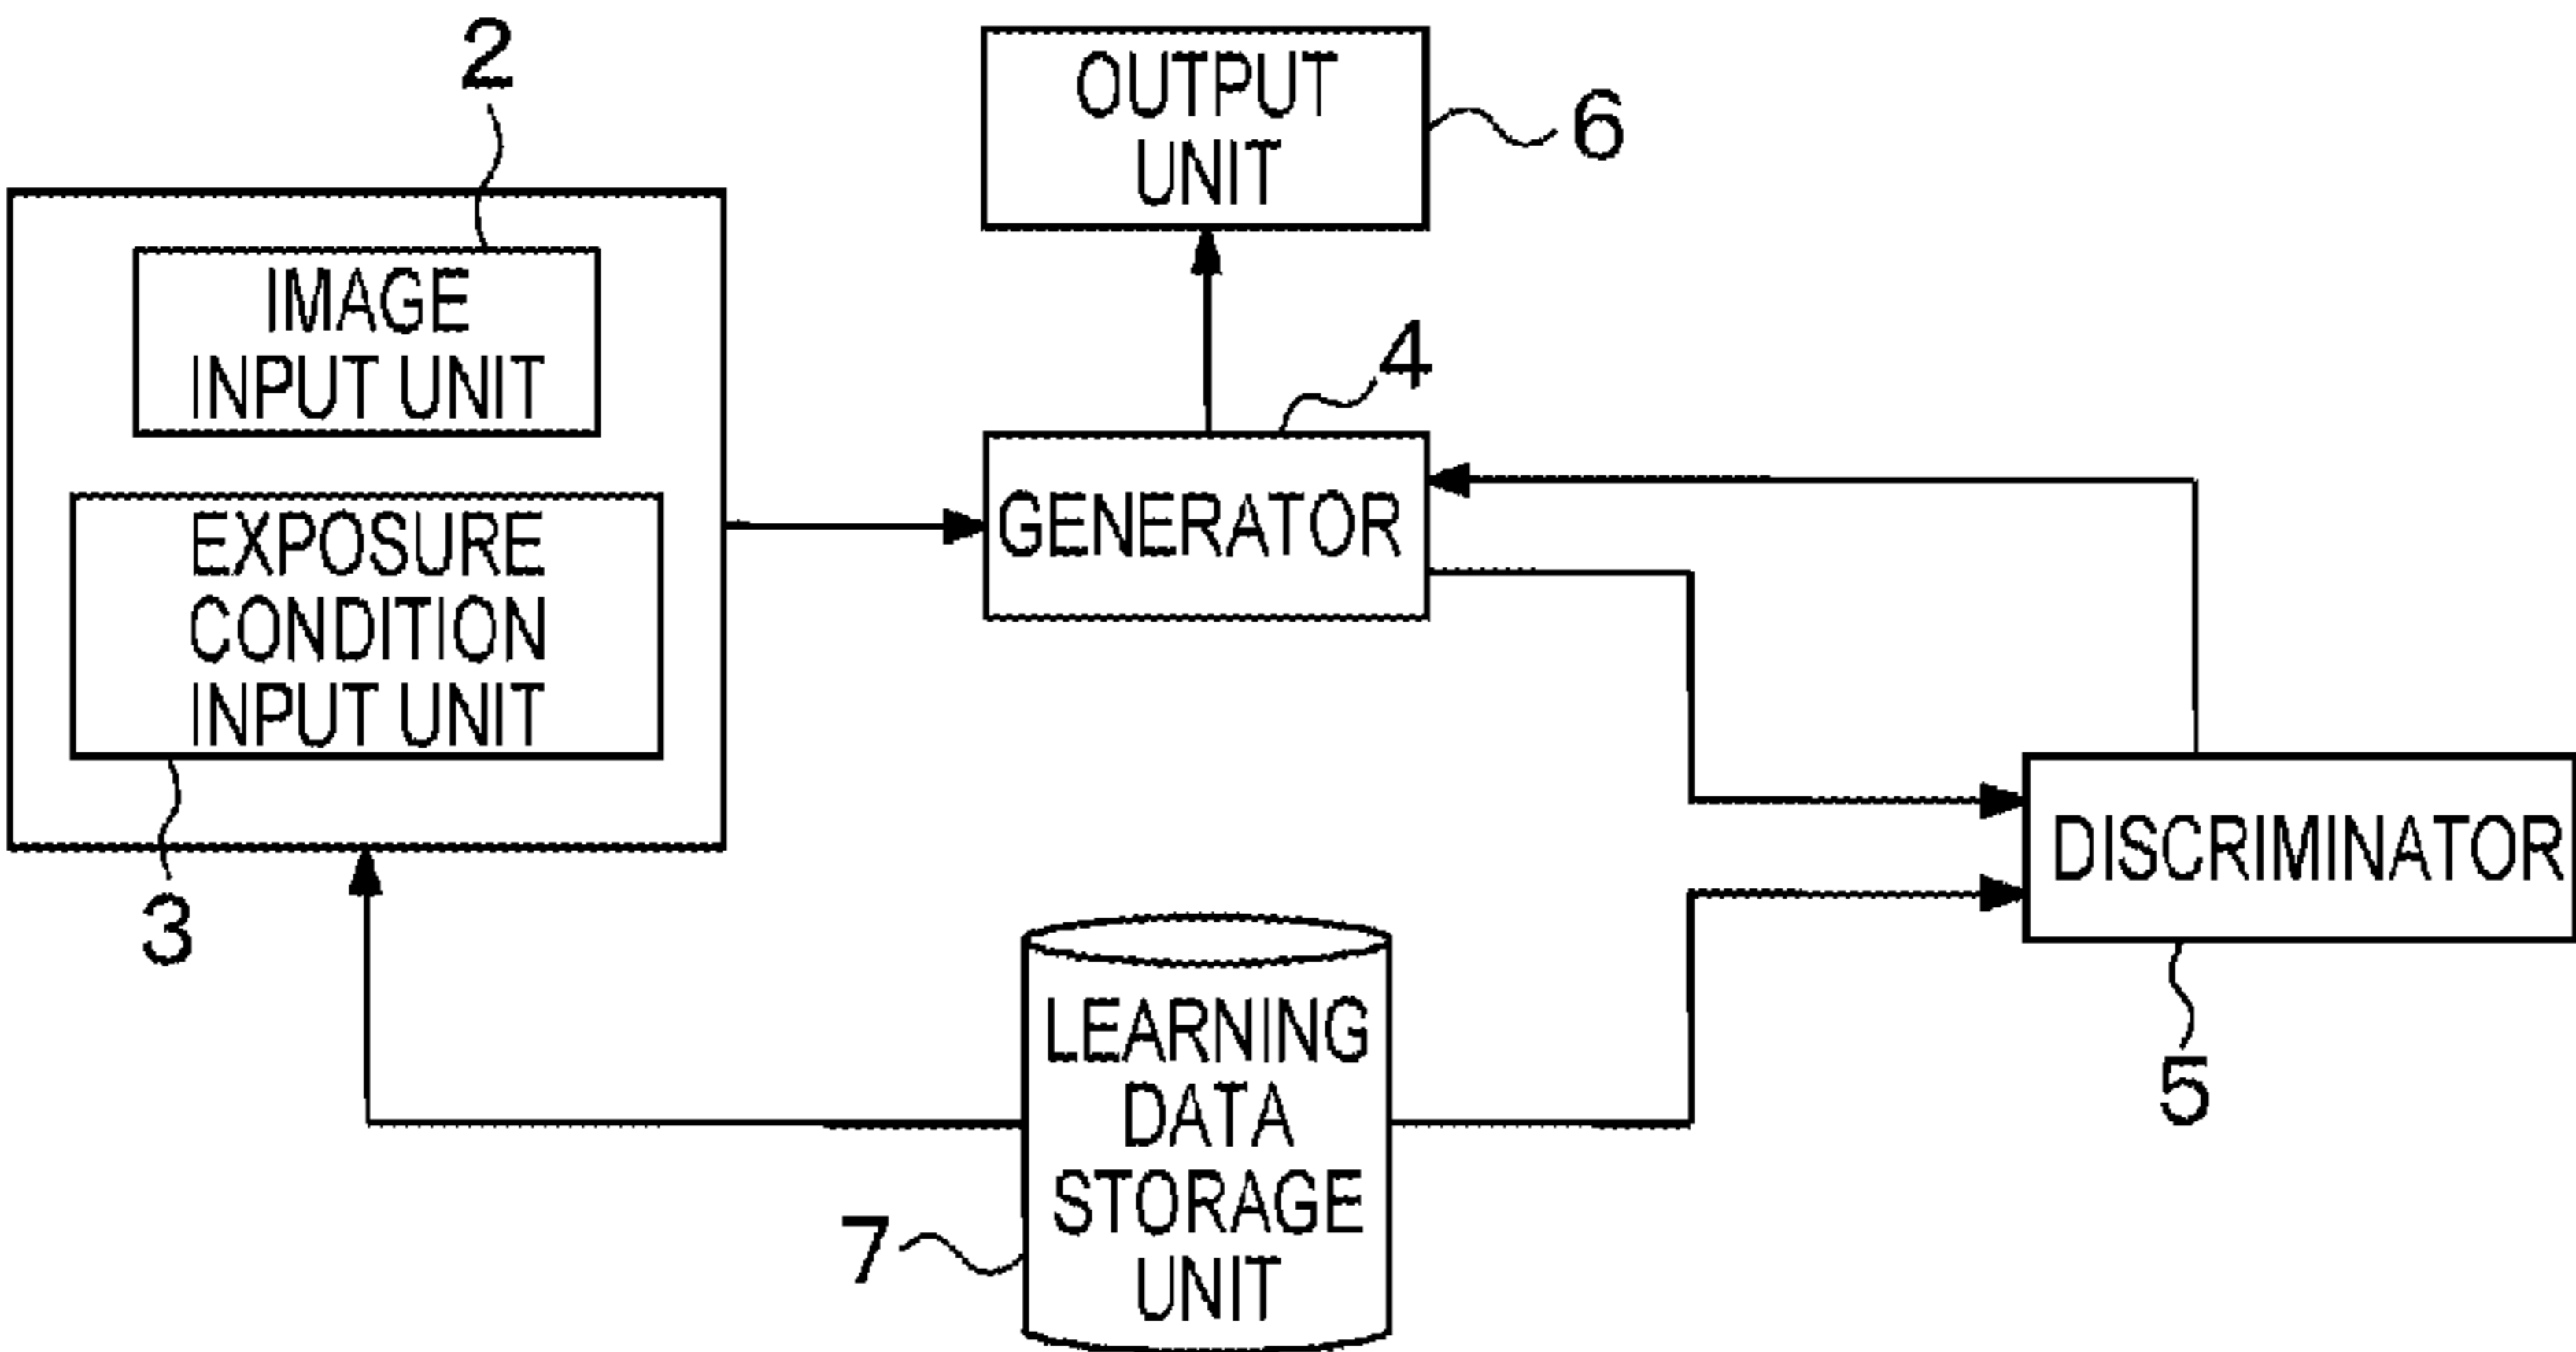 2
IMAGE
INPUT UNIT
EXPOSURE
CONDITION
INPUT UNIT
3
OUTPUT
UNIT
6
4
GENERATOR
DISCRIMINATOR
5
LEARNING
DATA
STORAGE
UNIT
7